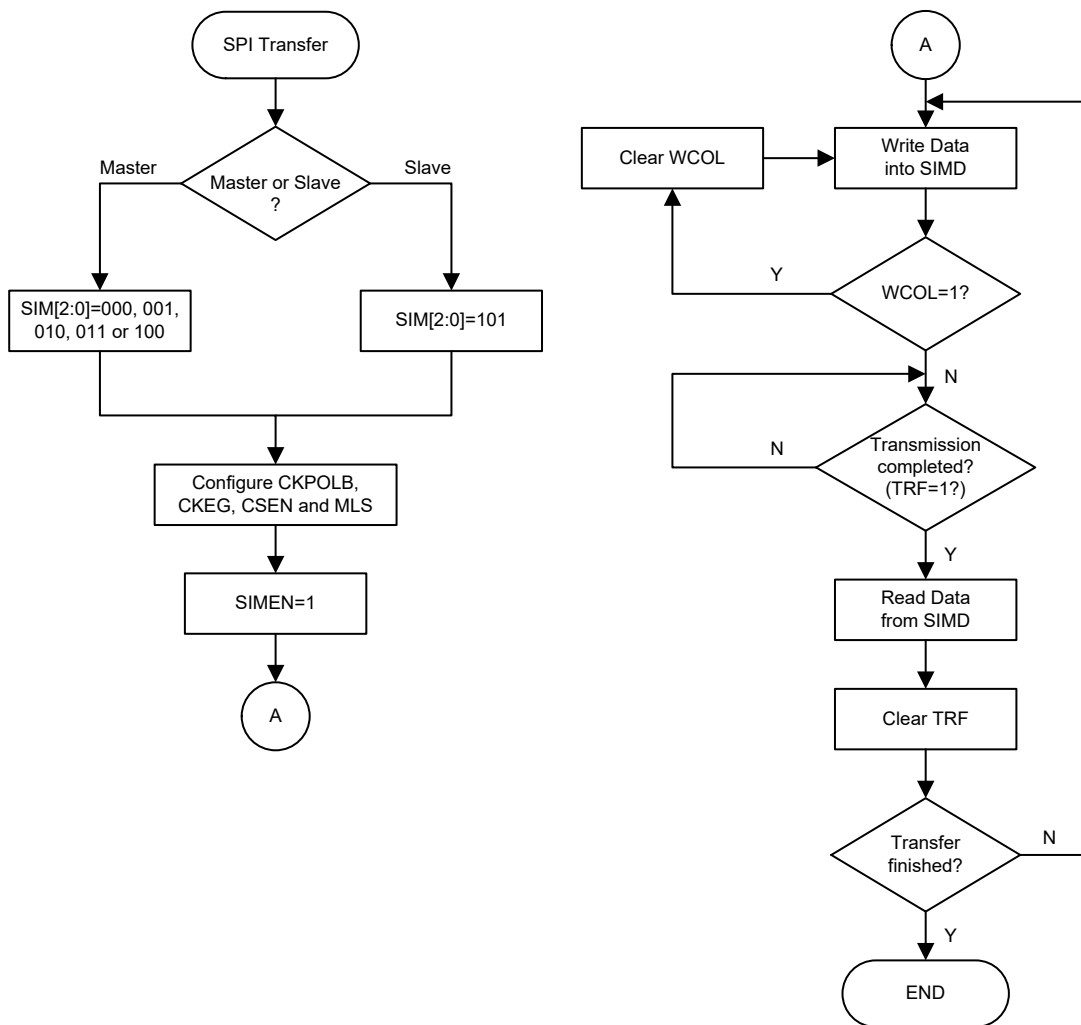 SPI Transfer
Master or Slave
?
Master
Slave
SIM[2:0]=000, 001,
010, 011 or 100
SIM[2:0]=101
Configure CKPOLB,
CKEG, CSEN and MLS
SIMEN=1
A
A
Write Data
into SIMD
Clear WCOL
WCOL=1?
Y
N
Transmission
completed?
(TRF=1?)
N
Y
Read Data
from SIMD
Clear TRF
Transfer
finished?
N
Y
END